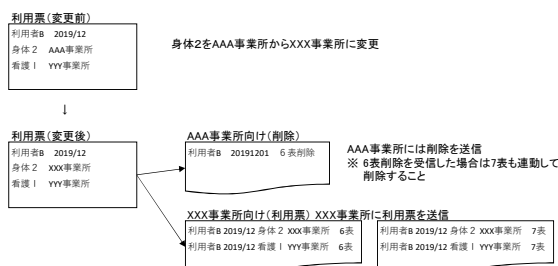 利用票(変更前)
利用者B 2019/12
身体2 AAA事業所
看護Ⅰ YYY事業所
身体2をAAA事業所からXXX事業所に変更
↓
利用票(変更後)
利用者B 2019/12
身体2 XXX事業所
看護Ⅰ YYY事業所
AAA事業所向け(削除)
利用者B 20191201 6表削除
AAA事業所には削除を送信
※ 6表削除を受信した場合は7表も連動して
削除すること
XXX事業所向け(利用票) XXX事業所に利用票を送信
利用者B 2019/12 身体2 XXX事業所 6表
利用者B 2019/12 看護Ⅰ YYY事業所 6表
利用者B 2019/12 身体2 XXX事業所 7表
利用者B 2019/12 看護Ⅰ YYY事業所 7表